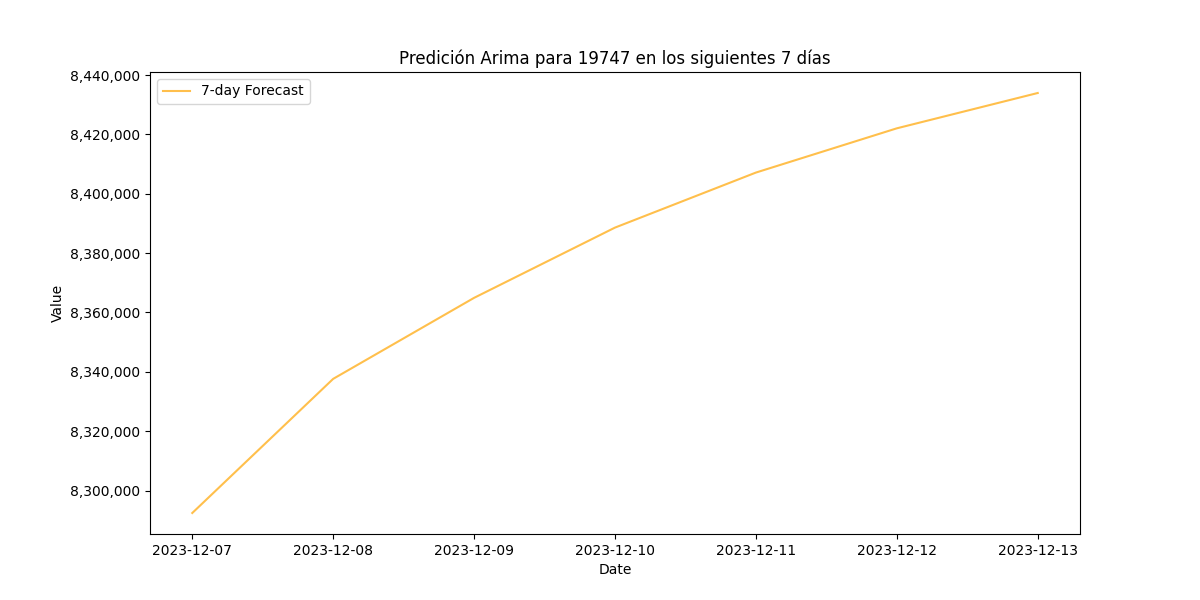 Predición Arima para 19747 en los siguientes 7 días
7-day Forecast
8,440,000
8,420,000
8,400,000
8,380,000
8,360,000
8,340,000
8,320,000
8,300,000
Value
2023-12-07 2023-12-08 2023-12-09 2023-12-10 2023-12-11 2023-12-12 2023-12-13
Date